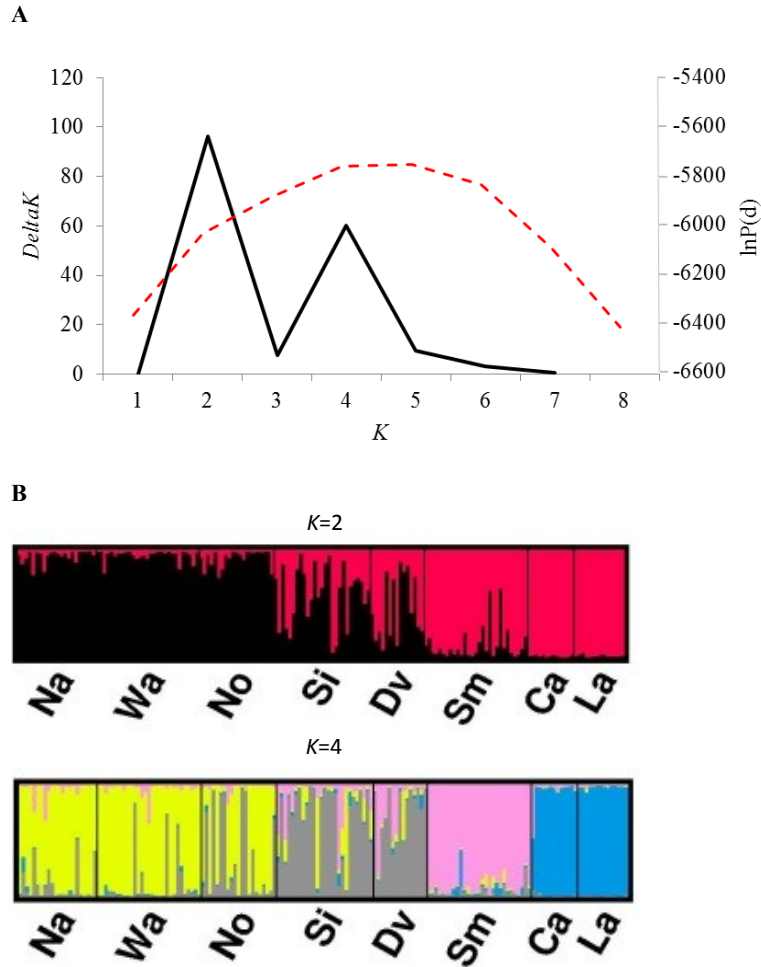 A
120 -5400
100 -5600
80 -5800
60 -6000
40 -6200
20 -6400
0 -6600
DeltaK
lnP(d)
1 2 3 4 5 6 7 8
K
B
K=2
Na Wa No Si Dv Sm Ca La
K=4
Na Wa No Si Dv Sm Ca La